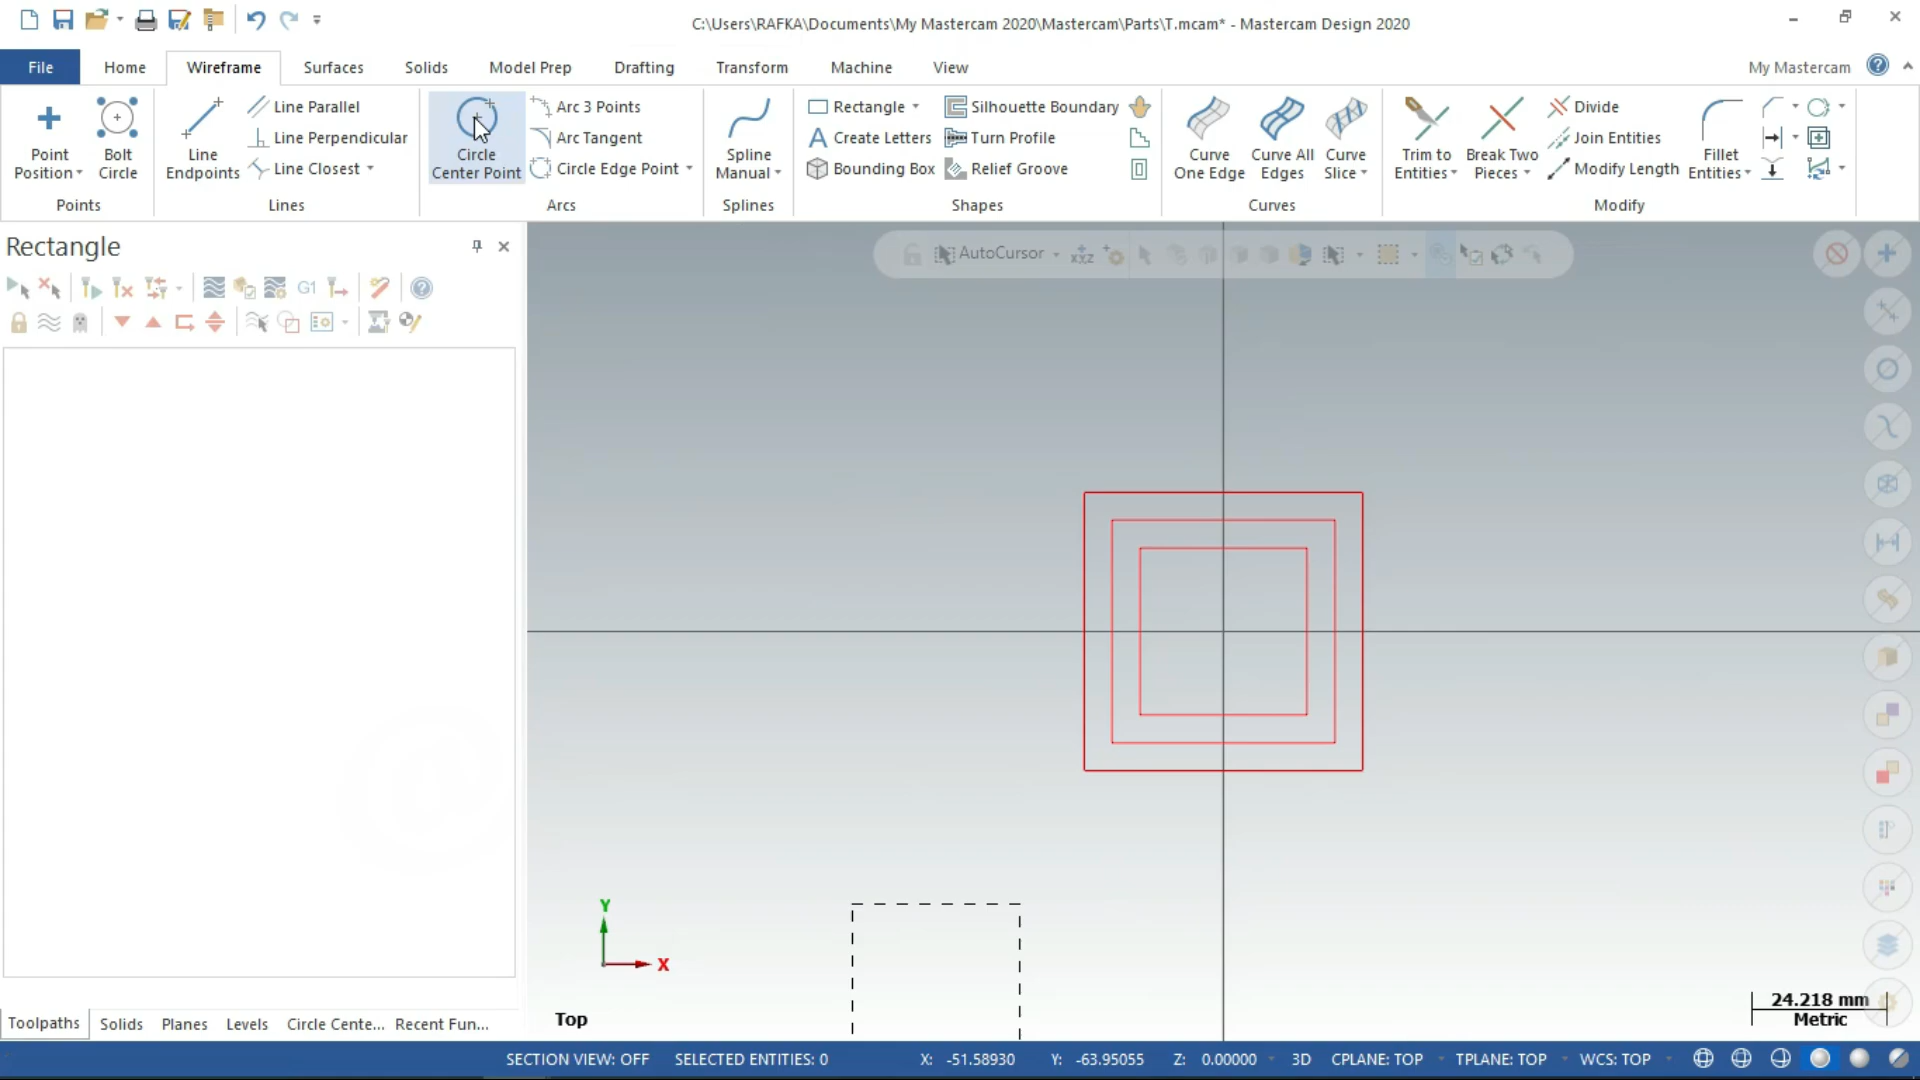 C:\Users\RAFKA\Documents\My Mastercam 2020\Mastercam\Parts\T.mcam* - Mastercam Design 2020
File
Home
Wireframe
Surfaces
Solids
Model Prep
Drafting
Transform
Machine
View
My Mastercam
Point
Position
Bolt
Circle
Points
Line
Endpoints
Line Parallel
Line Perpendicular
Line Closest
Lines
Circle
Center Point
Arc 3 Points
Arc Tangent
Circle Edge Point
Arcs
Spline
Manual
Splines
Rectangle
Create Letters
Bounding Box
Silhouette Boundary
Turn Profile
Relief Groove
Shapes
Curve
One Edge
Curve All
Edges
Curve
Slice
Curves
Trim to
Entities
Break Two
Pieces
Divide
Join Entities
Modify Length
Fillet
Entities
Modify
Rectangle
G1
AutoCursor
xyz
Y
X
Top
24.218 mm
Metric
Toolpaths
Solids
Planes
Levels
Circle Cente...
Recent Fun...
SECTION VIEW: OFF
SELECTED ENTITIES: 0
X: -51.58930
Y: -63.95055
Z: 0.00000
3D
CPLANE: TOP
TPLANE: TOP
WCS: TOP